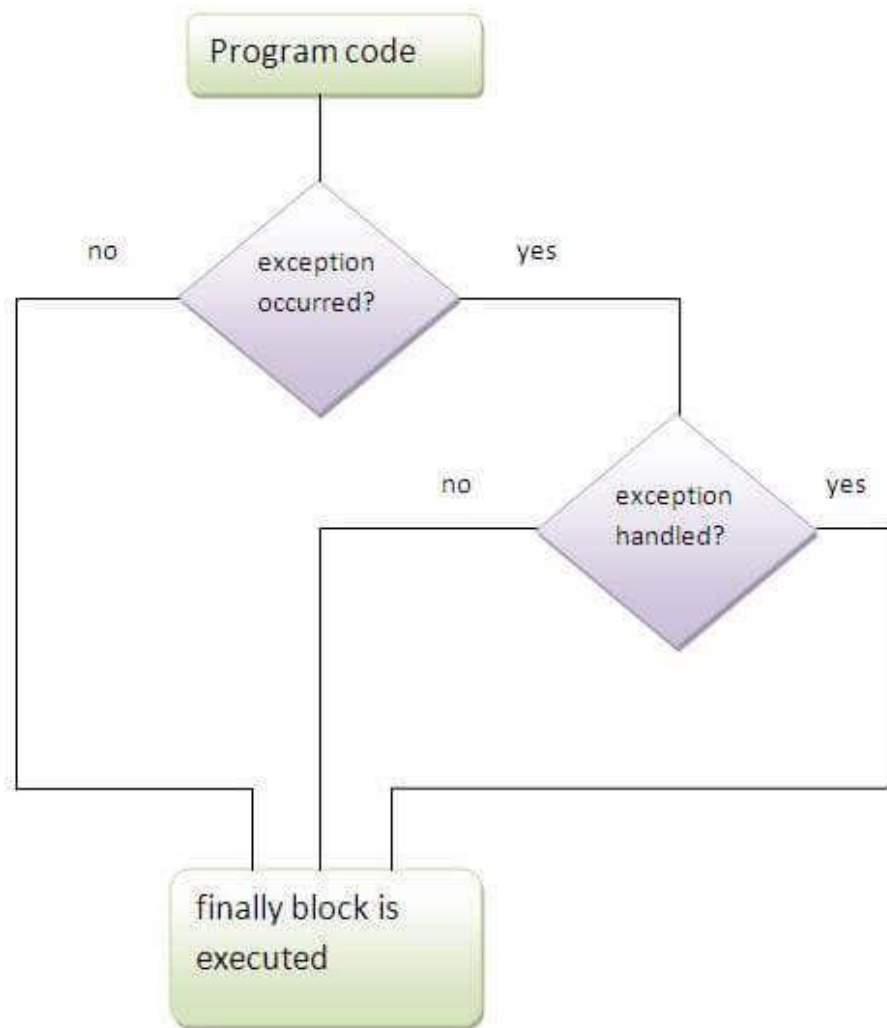 Program code
no
exception
occurred?
yes
no
exception
handled?
yes
finally block is
executed